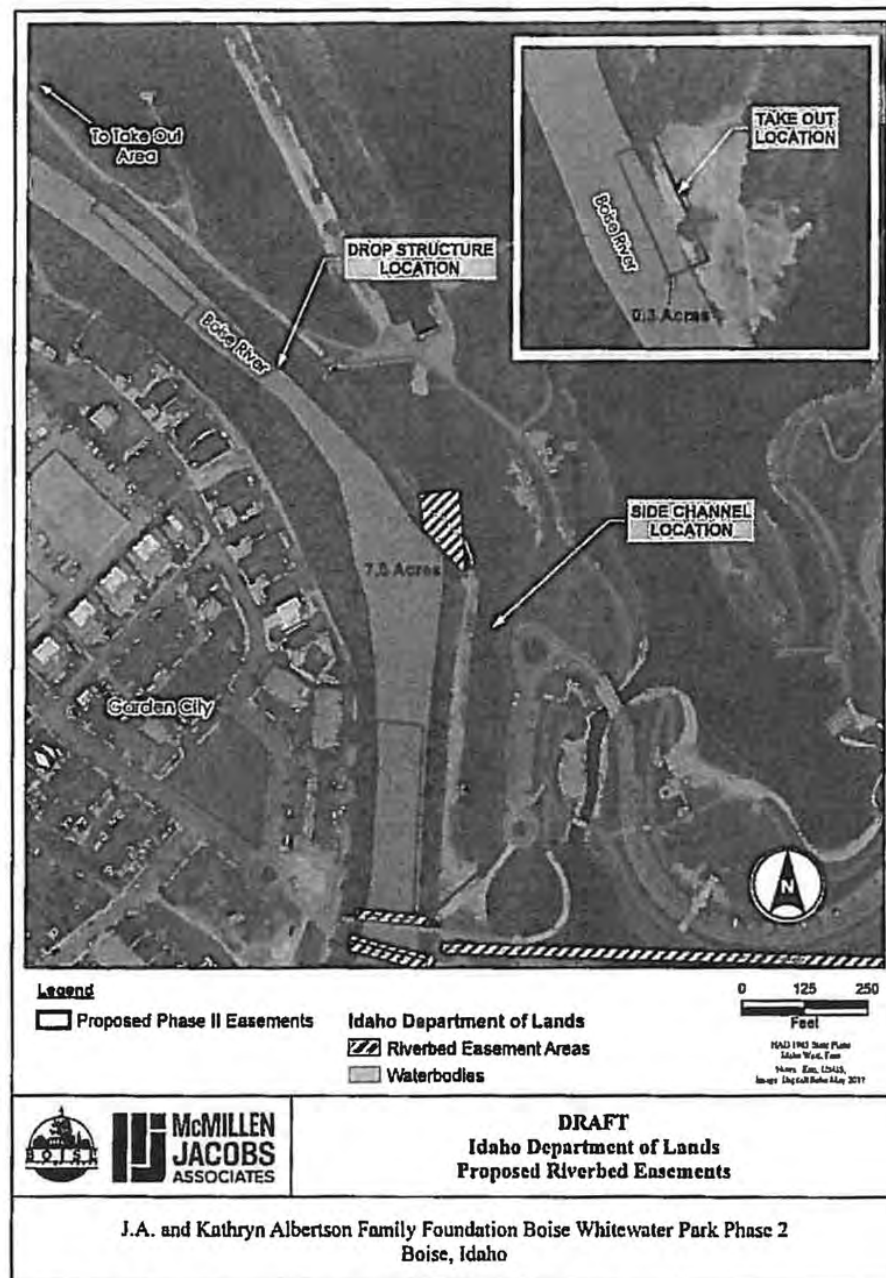 To Take Out
Area
DROP STRUCTURE
LOCATION
Boise River
TAKE OUT
LOCATION
Boise River
0.3 Acres
SIDE CHANNEL
LOCATION
Garden City
N
Legend
Proposed Phase II Easements
Idaho Department of Lands
Riverbed Easement Areas
Waterbodies
0 125 250
Feet
BOISE
McMILLEN
JACOBS
ASSOCIATES
DRAFT
Idaho Department of Lands
Proposed Riverbed Easements
J.A. and Kathryn Albertson Family Foundation Boise Whitewater Park Phase 2
Boise, Idaho